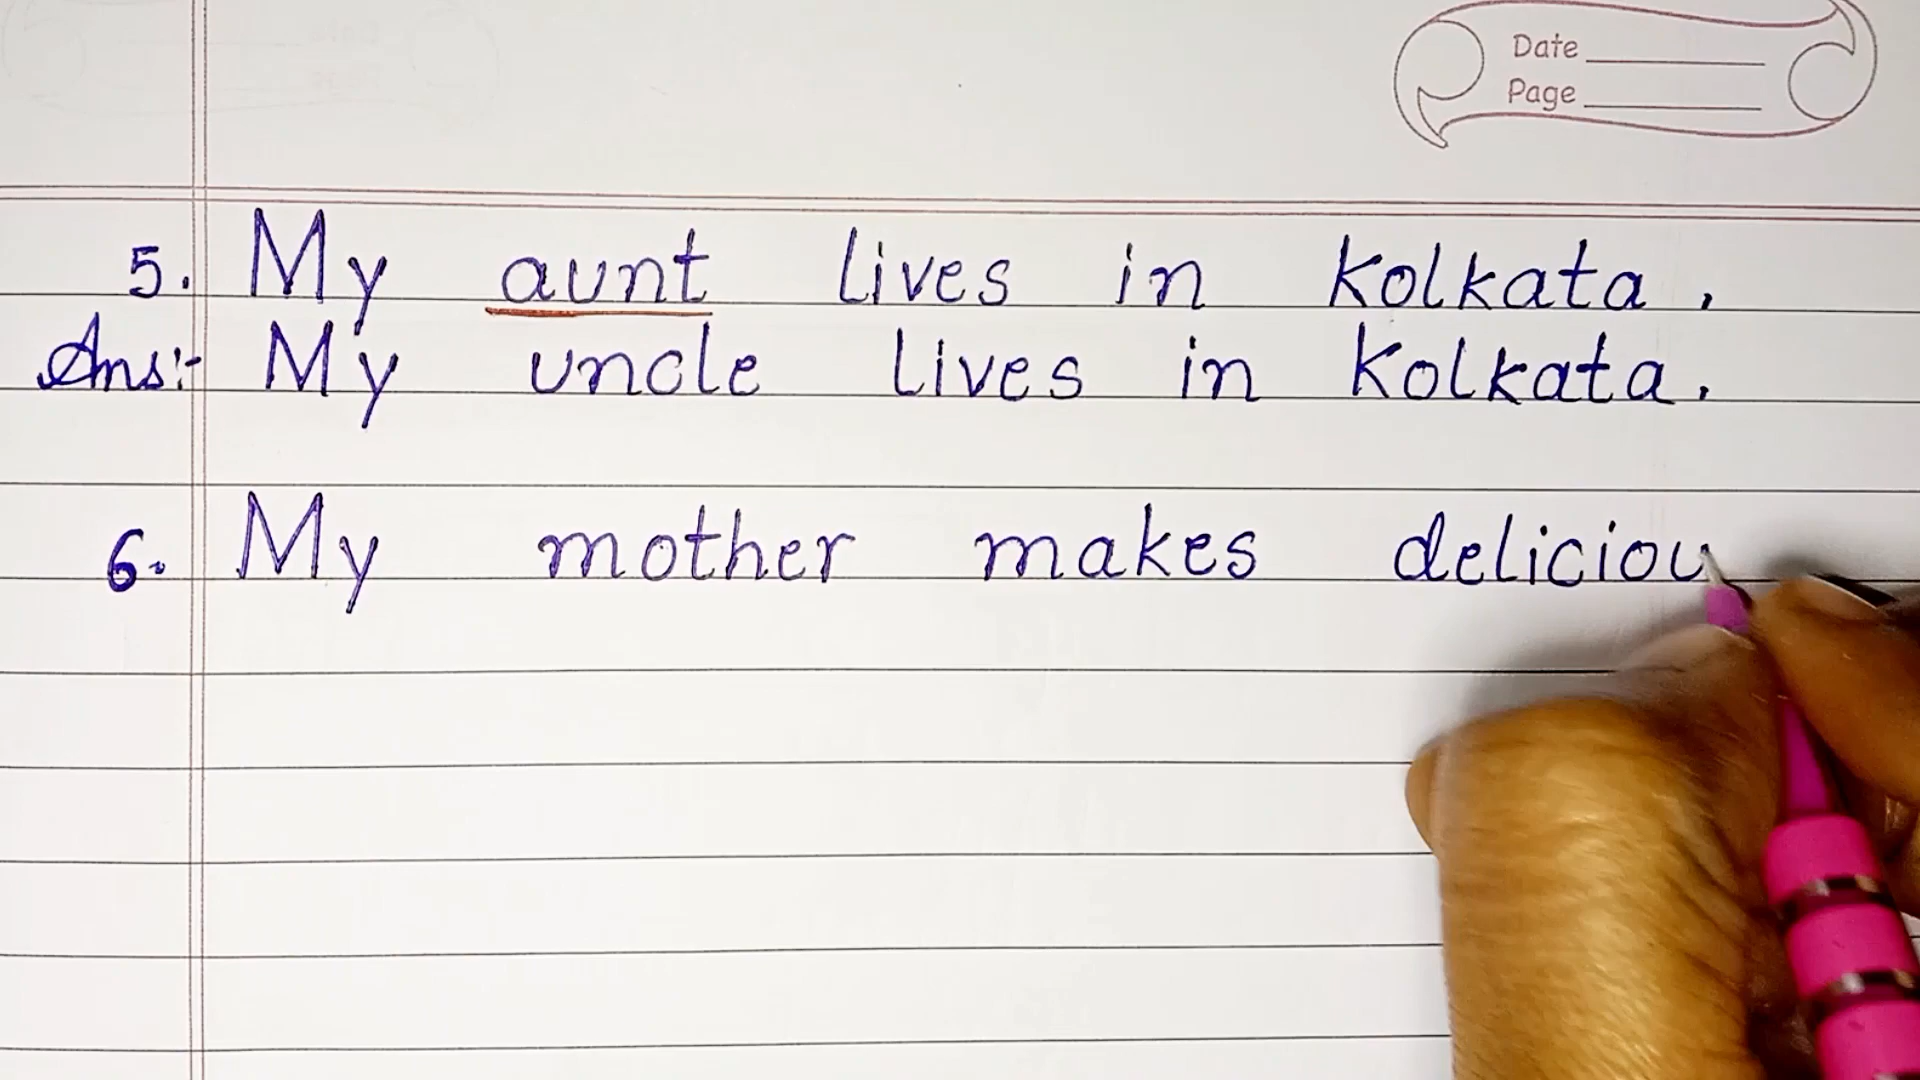 Date
Page
5. My aunt lives in Kolkata.
Ans:- My uncle lives in Kolkata.
6. My mother makes deliciou